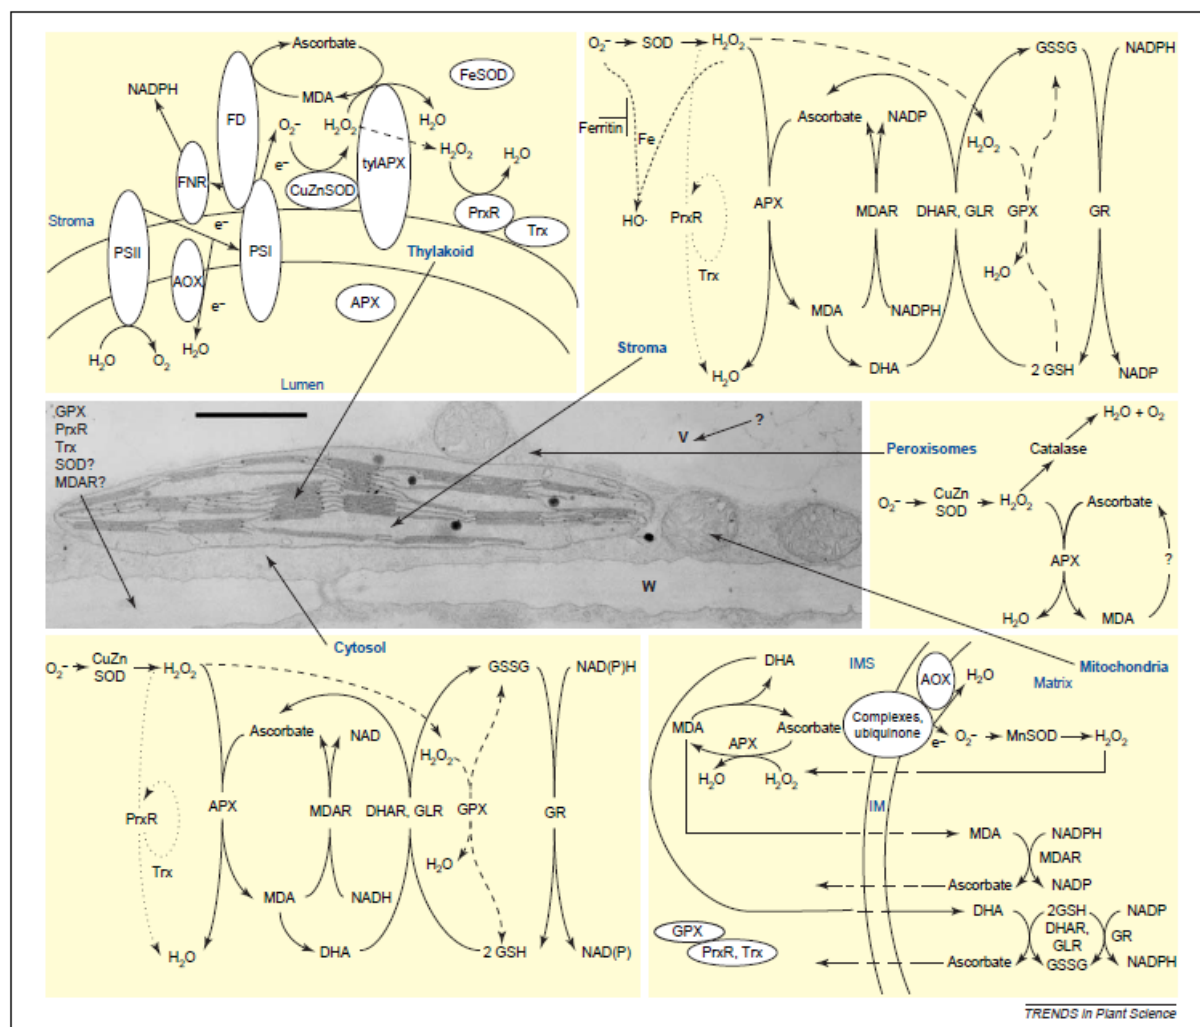 Ascorbate
FeSOD
NADPH
MDA
FD
O₂⁻
H₂O₂
H₂O
tylAPX
H₂O₂
H₂O
e⁻
FNR
CuZnSOD
PrxR
Trx
Stroma
e⁻
PSII
PSI
Thylakoid
AOX
e⁻
APX
H₂O
O₂
H₂O
Lumen
O₂⁻
SOD
H₂O₂
GSSG
NADPH
Ferritin
Fe
Ascorbate
NADP
H₂O₂
HO·
PrxR
APX
MDAR
DHAR, GLR
GPX
GR
Trx
H₂O
MDA
NADPH
Stroma
H₂O
DHA
2 GSH
NADP
GPX
PrxR
Trx
SOD?
MDAR?
V
?
W
H₂O + O₂
Peroxisomes
Catalase
O₂⁻
CuZn
SOD
H₂O₂
Ascorbate
APX
?
H₂O
MDA
Cytosol
O₂⁻
CuZn
SOD
H₂O₂
GSSG
NAD(P)H
Ascorbate
NAD
H₂O₂
PrxR
APX
MDAR
DHAR, GLR
GPX
GR
Trx
H₂O
MDA
NADH
H₂O
DHA
2 GSH
NAD(P)
DHA
IMS
AOX
H₂O
Mitochondria
Matrix
MDA
Ascorbate
Complexes,
ubiquinone
e⁻
O₂⁻
MnSOD
H₂O₂
APX
H₂O
H₂O₂
IM
MDA
NADPH
MDAR
Ascorbate
NADP
DHA
2GSH
NADP
DHAR,
GLR
GR
GPX
PrxR, Trx
Ascorbate
GSSG
NADPH
TRENDS in Plant Science